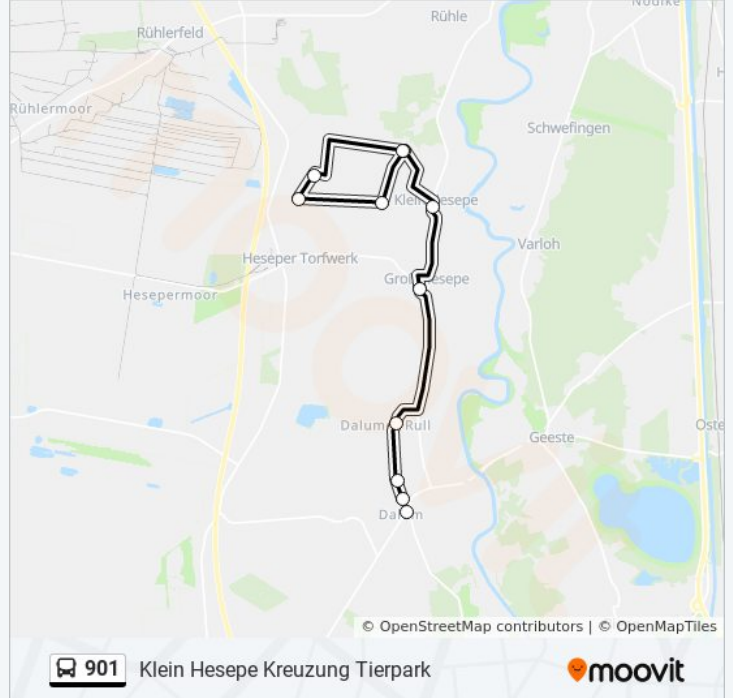 Nödike
Rühle
Rühlerfeld
Rühlermoor
Schwefingen
Klein Hesepe
Varloh
Heseper Torfwerk
Groß Hesepe
Hesepermoor
Dalum - Rull
Geeste
Oste
Dalum
© OpenStreetMap contributors | © OpenMapTiles
901 Klein Hesepe Kreuzung Tierpark
moovit